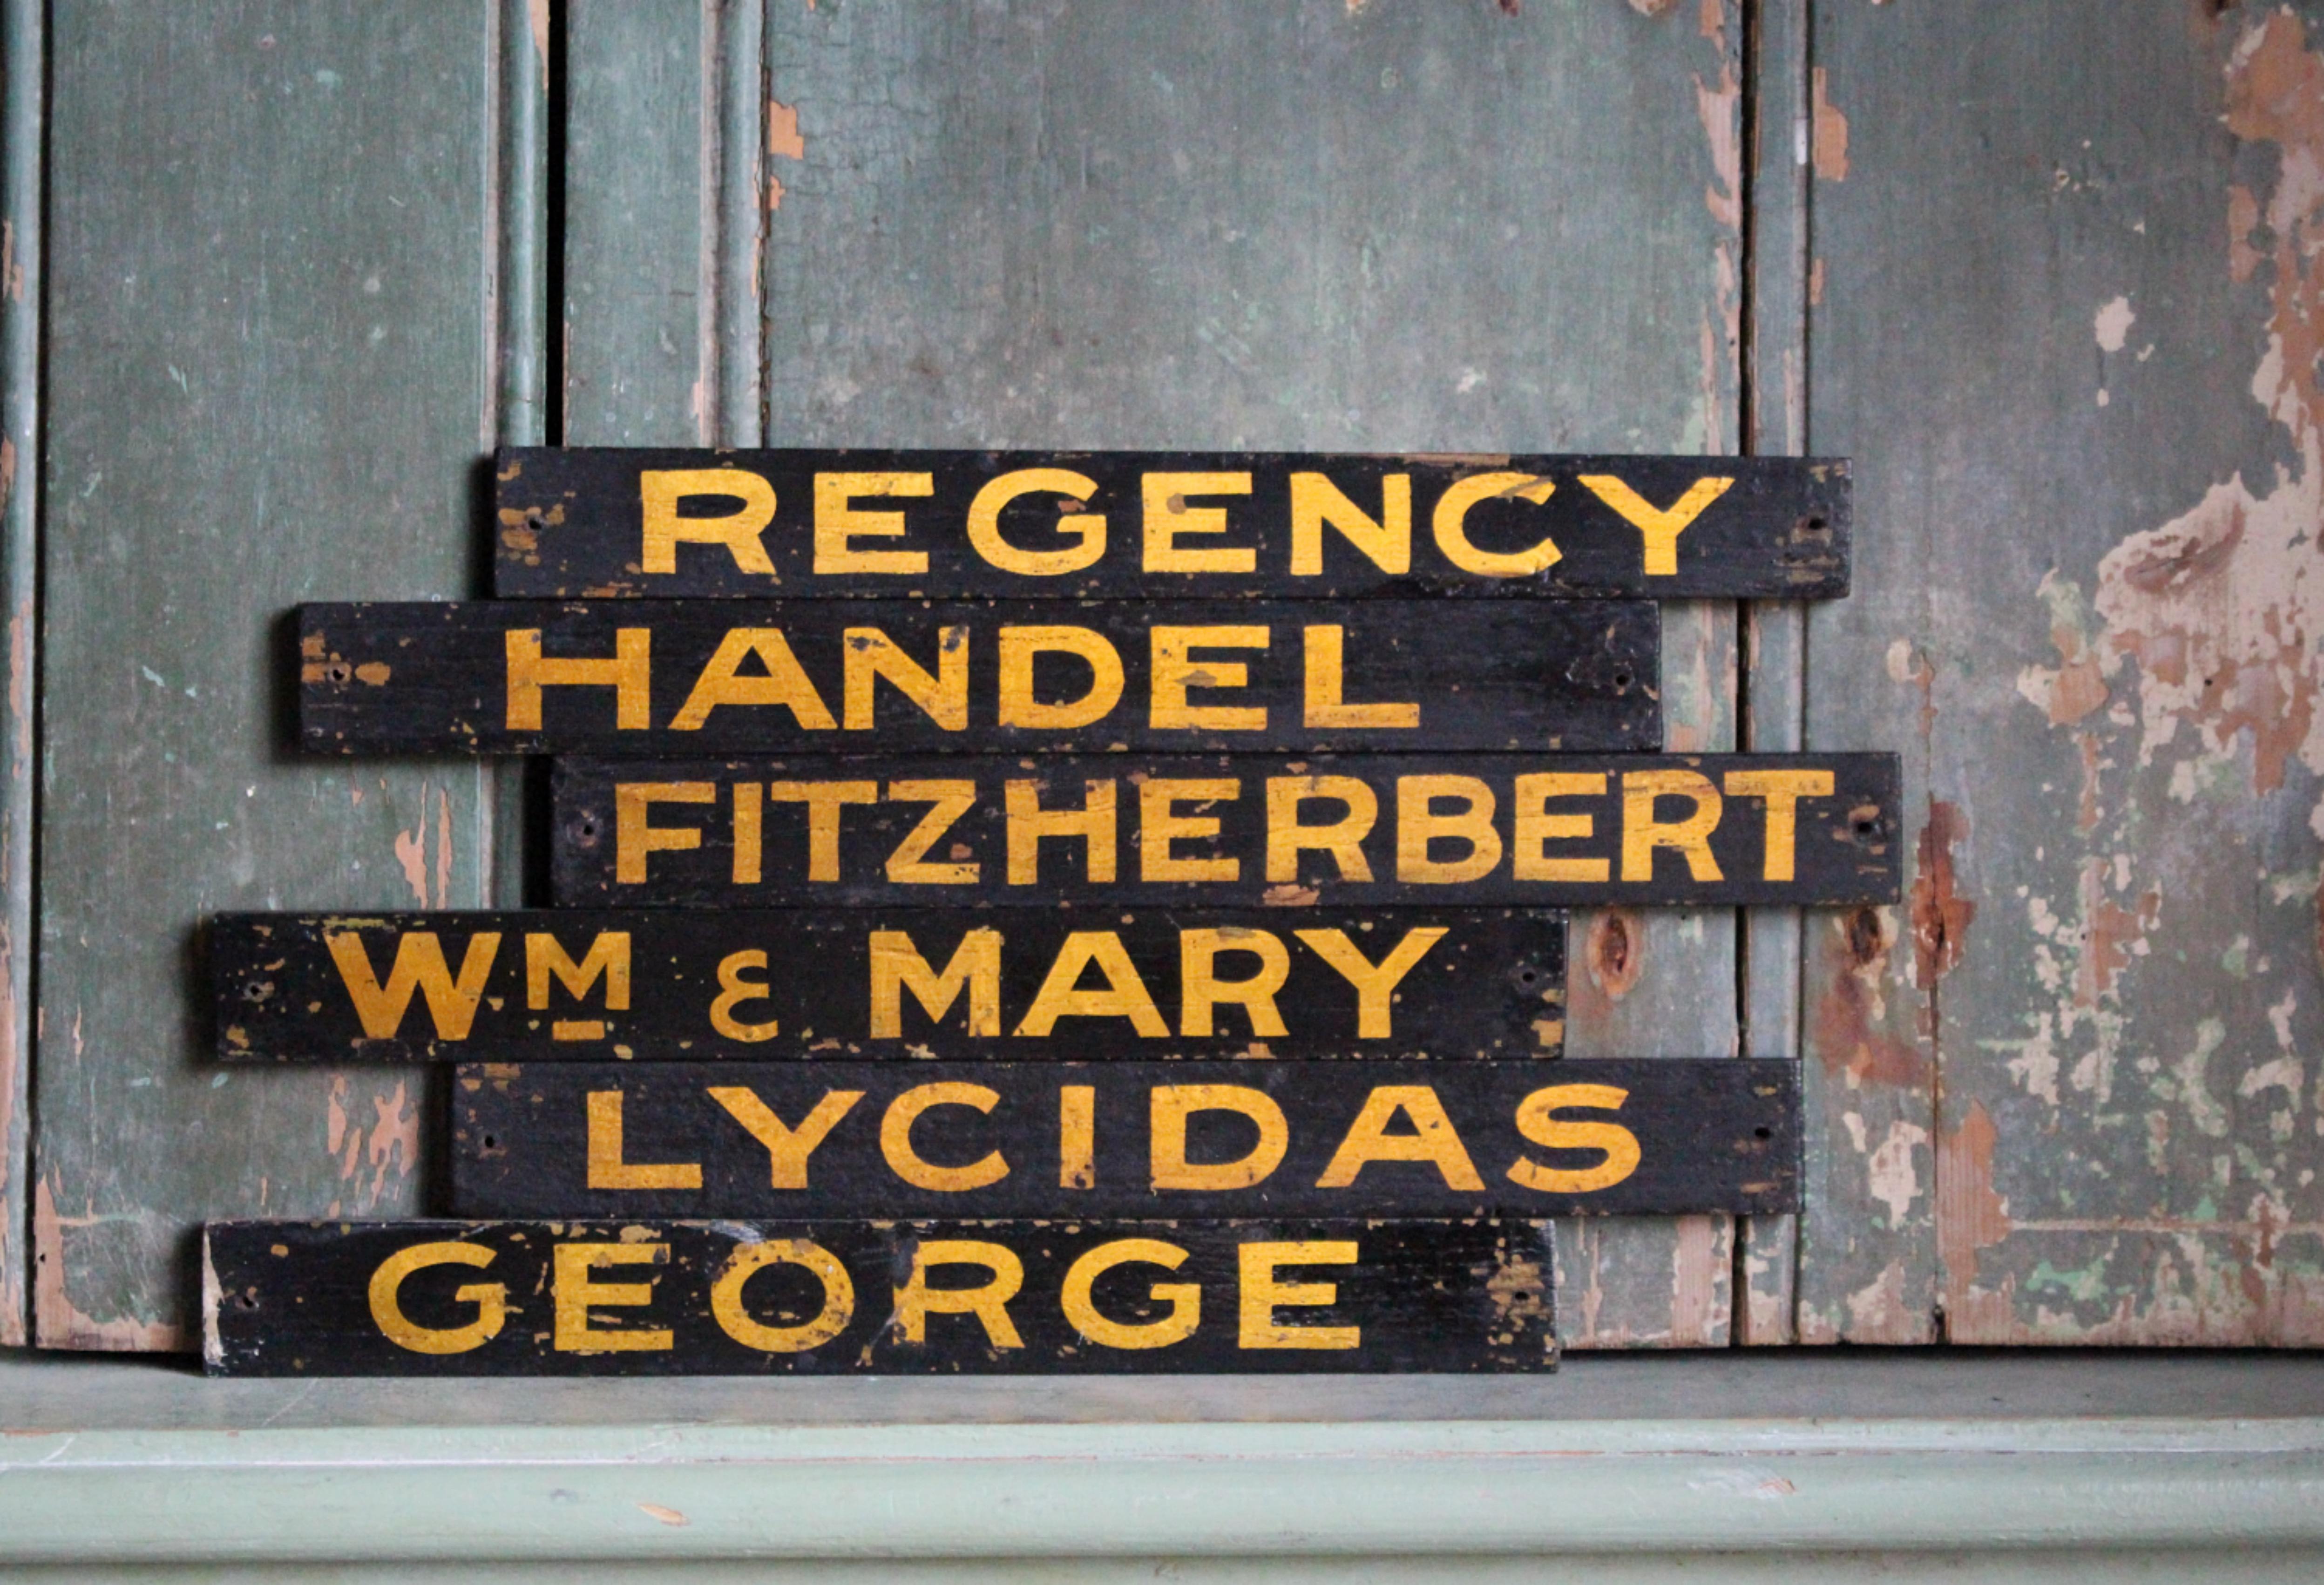 REGENCY
HANDEL
FITZHERBERT
WM & MARY
LYCIDAS
GEORGE